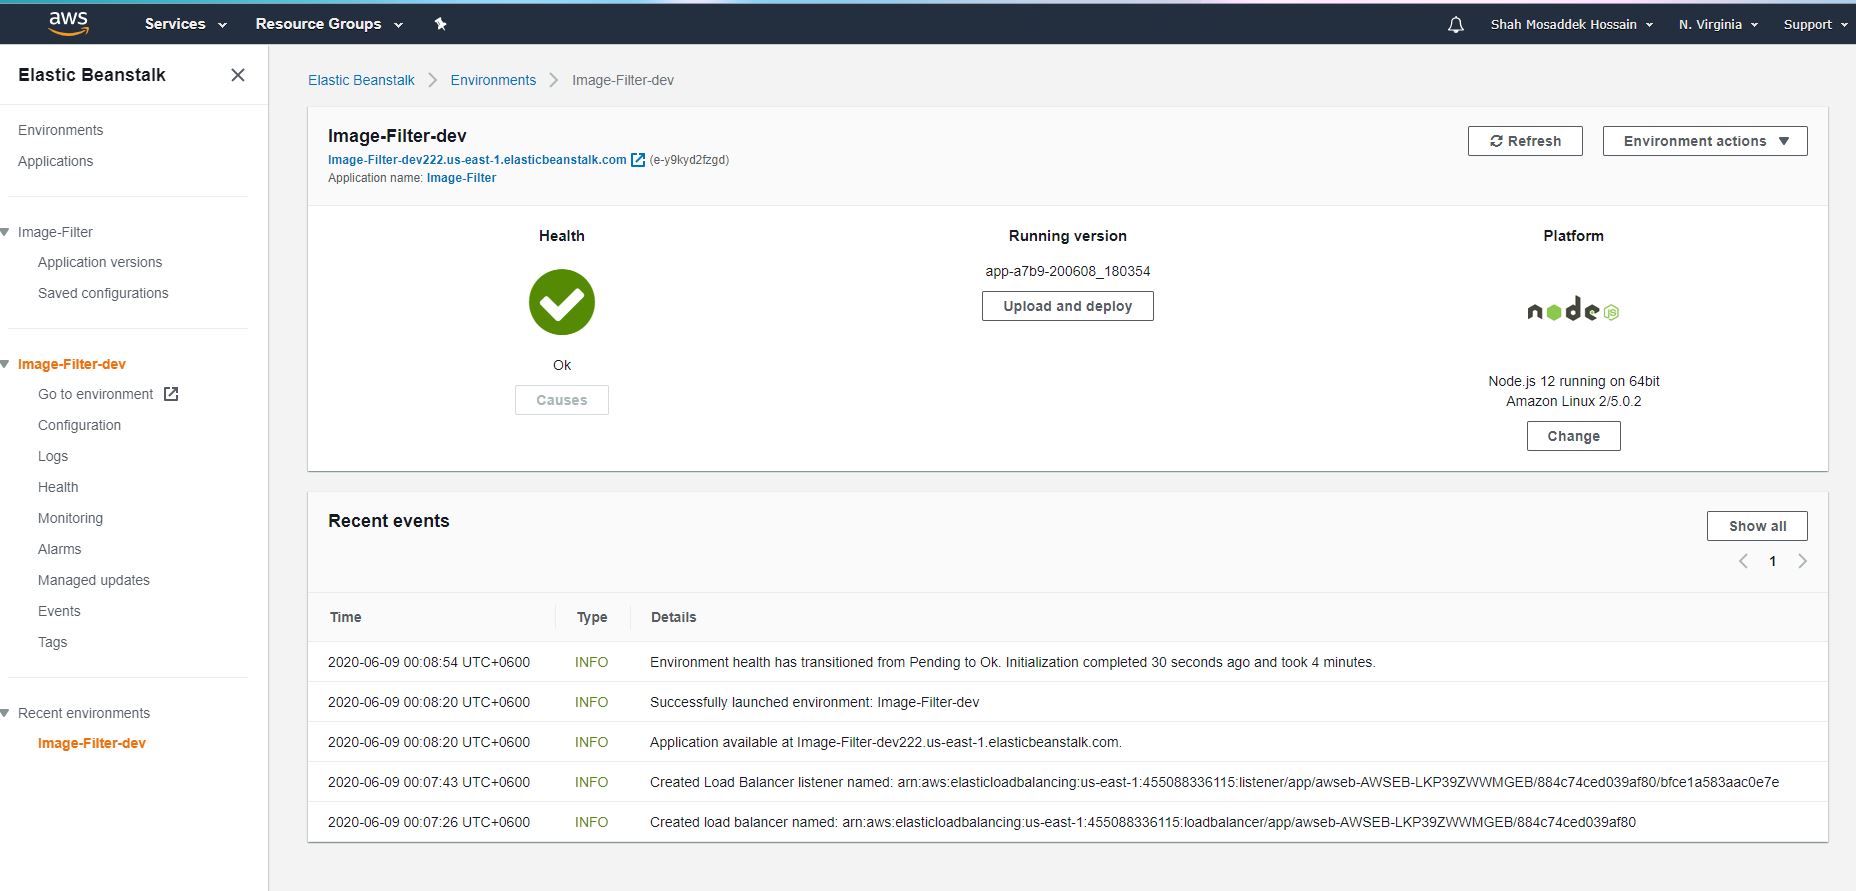 aws
Services
Resource Groups
Shah Mosaddek Hossain
N. Virginia
Support
Elastic Beanstalk
Environments
Applications
Image-Filter
Application versions
Saved configurations
Image-Filter-dev
Go to environment
Configuration
Logs
Health
Monitoring
Alarms
Managed updates
Events
Tags
Recent environments
Image-Filter-dev
Elastic Beanstalk > Environments > Image-Filter-dev
Image-Filter-dev
Image-Filter-dev222.us-east-1.elasticbeanstalk.com (e-y9kyd2fzgd)
Application name: Image-Filter
Refresh
Environment actions
Health
Ok
Causes
Running version
app-a7b9-200608_180354
Upload and deploy
Platform
node JS
Node.js 12 running on 64bit
Amazon Linux 2/5.0.2
Change
Recent events
Show all
1
Time Type Details
2020-06-09 00:08:54 UTC+0600 INFO Environment health has transitioned from Pending to Ok. Initialization completed 30 seconds ago and took 4 minutes.
2020-06-09 00:08:20 UTC+0600 INFO Successfully launched environment: Image-Filter-dev
2020-06-09 00:08:20 UTC+0600 INFO Application available at Image-Filter-dev222.us-east-1.elasticbeanstalk.com.
2020-06-09 00:07:43 UTC+0600 INFO Created Load Balancer listener named: arn:aws:elasticloadbalancing:us-east-1:455088336115:listener/app/awseb-AWSEB-LKP39ZWWMGEB/884c74ced039af80/bfce1a583aac0e7e
2020-06-09 00:07:26 UTC+0600 INFO Created load balancer named: arn:aws:elasticloadbalancing:us-east-1:455088336115:loadbalancer/app/awseb-AWSEB-LKP39ZWWMGEB/884c74ced039af80